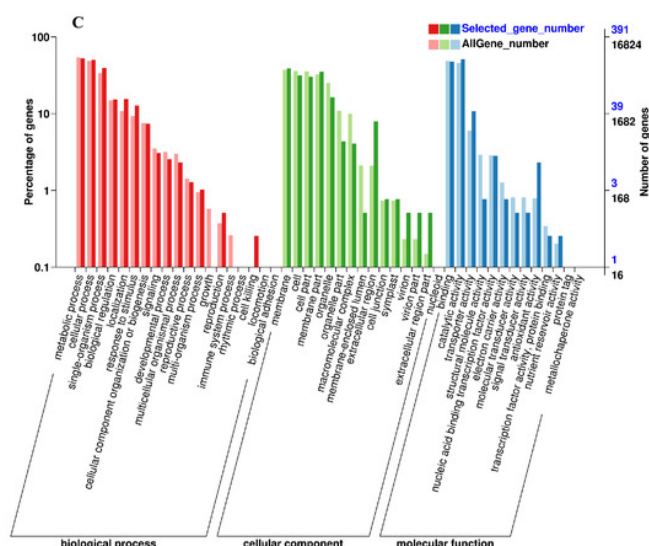 C
Selected_gene_number
AllGene_number
Percentage of genes
100
10
1
0.1
Number of genes
391
16824
39
1682
3
168
1
16
metabolic process
cellular process
single-organism process
biological regulation
localization
response to stimulus
cellular component organization or biogenesis
signaling
developmental process
multicellular organismal process
reproductive process
multi-organism process
growth
reproduction
immune system process
rhythmic process
cell killing
locomotion
biological adhesion
membrane
cell
cell part
membrane part
organelle
organelle part
macromolecular complex
membrane-enclosed lumen
extracellular region
cell junction
symplast
virion
virion part
extracellular region part
nucleoid
binding
catalytic activity
transporter activity
structural molecule activity
nucleic acid binding transcription factor activity
electron carrier activity
molecular transducer activity
signal transducer activity
antioxidant activity
transcription factor activity, protein binding
nutrient reservoir activity
protein tag
metallochaperone activity
biological process
cellular component
molecular function